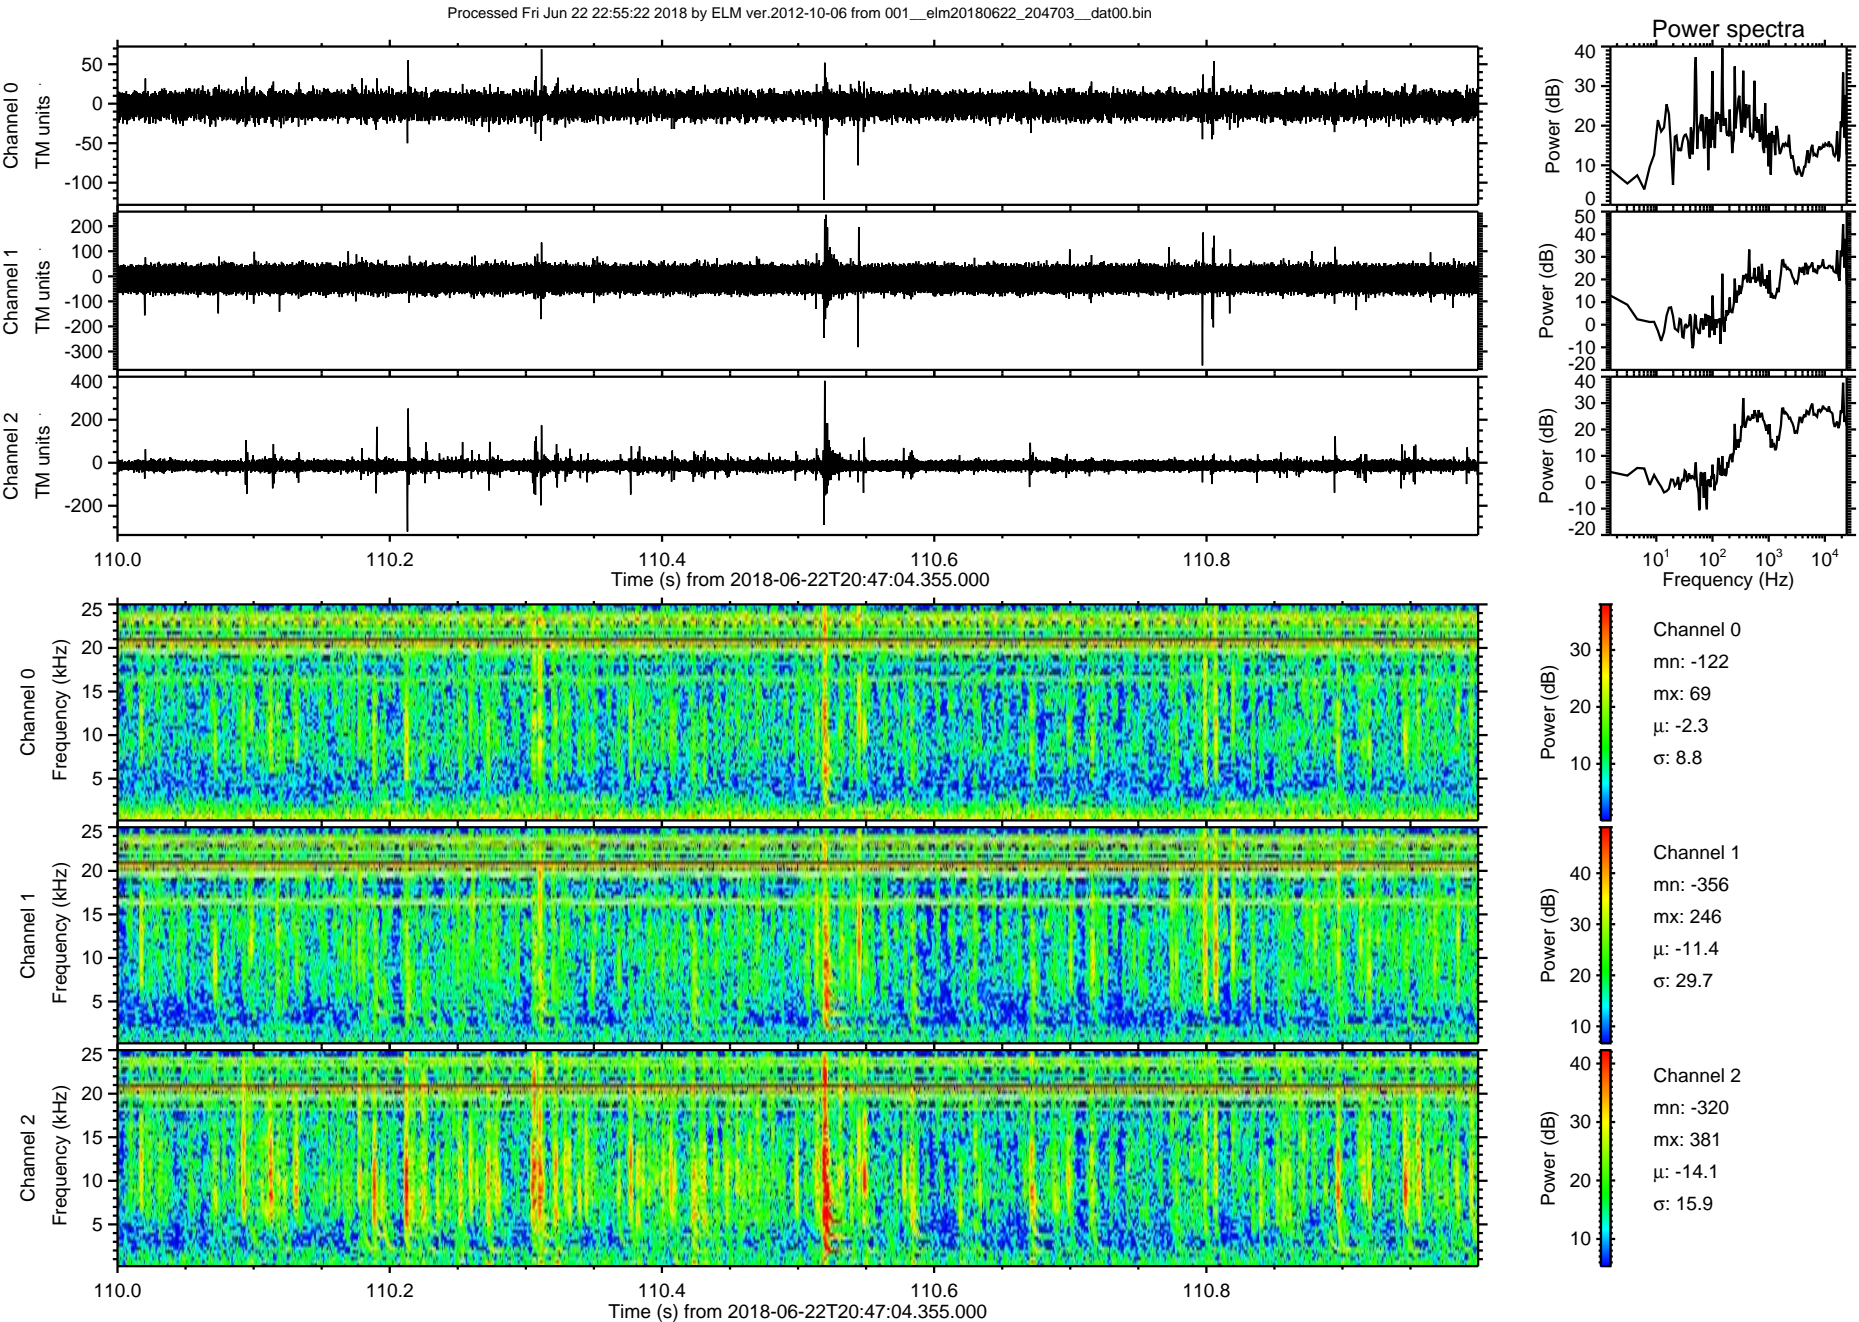 Processed Fri Jun 22 22:55:22 2018 by ELM ver.2012-10-06 from 001__elm20180622_204703__dat00.bin
Power spectra
Channel 0
TM units
50
0
-50
-100
Power (dB)
40
30
20
10
0
Channel 1
TM units
200
100
0
-100
-200
-300
Power (dB)
50
40
30
20
10
0
-10
-20
Channel 2
TM units
400
200
0
-200
Power (dB)
40
30
20
10
0
-10
-20
110.0 110.2 110.4 110.6 110.8
Time (s) from 2018-06-22T20:47:04.355.000
10^1 10^2 10^3 10^4
Frequency (Hz)
Channel 0
Frequency (kHz)
25
20
15
10
5
Power (dB)
30
20
10
Channel 0
mn: -122
mx: 69
μ: -2.3
σ: 8.8
Channel 1
Frequency (kHz)
25
20
15
10
5
Power (dB)
40
30
20
10
Channel 1
mn: -356
mx: 246
μ: -11.4
σ: 29.7
Channel 2
Frequency (kHz)
25
20
15
10
5
Power (dB)
40
30
20
10
Channel 2
mn: -320
mx: 381
μ: -14.1
σ: 15.9
110.0 110.2 110.4 110.6 110.8
Time (s) from 2018-06-22T20:47:04.355.000